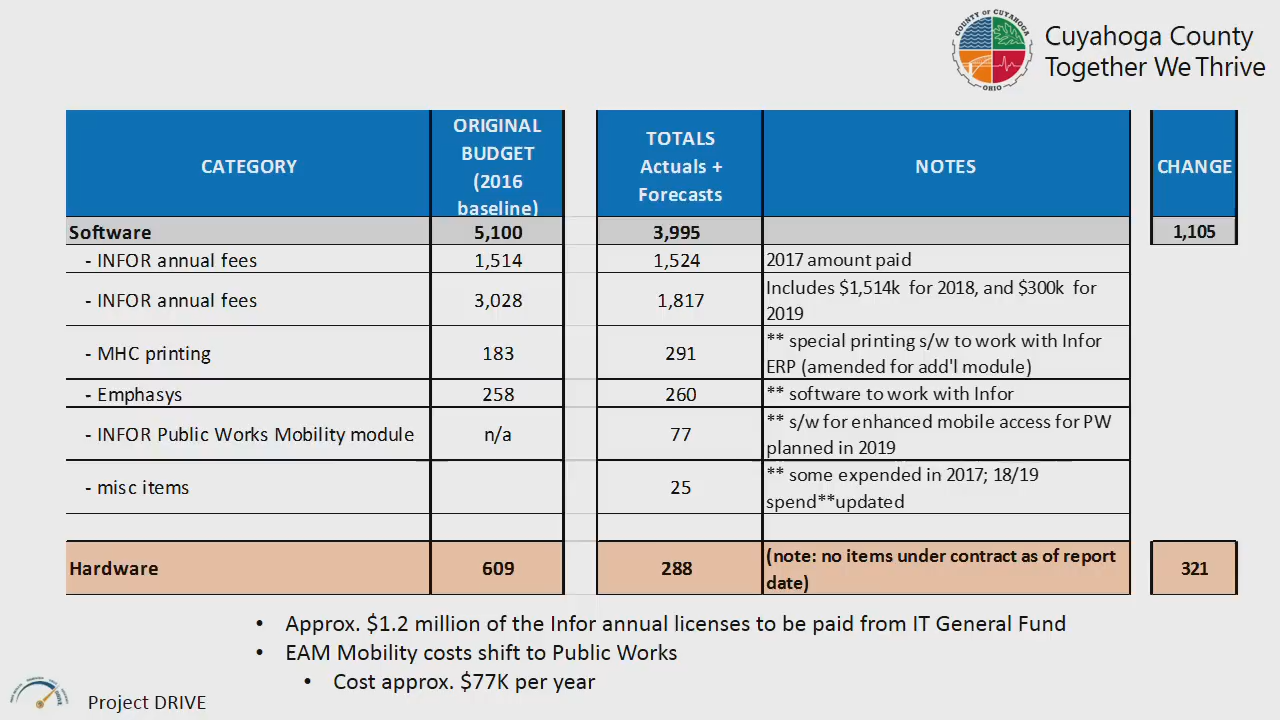 COUNTY OF CUYAHOGA
OHIO
Cuyahoga County
Together We Thrive
CATEGORY
ORIGINAL
BUDGET
(2016
baseline)
TOTALS
Actuals +
Forecasts
NOTES
CHANGE
Software 5,100 3,995 1,105
- INFOR annual fees 1,514 1,524 2017 amount paid
- INFOR annual fees 3,028 1,817 Includes $1,514k for 2018, and $300k for
2019
- MHC printing 183 291 ** special printing s/w to work with Infor
ERP (amended for add'l module)
- Emphasys 258 260 ** software to work with Infor
- INFOR Public Works Mobility module n/a 77 ** s/w for enhanced mobile access for PW
planned in 2019
- misc items 25 ** some expended in 2017; 18/19
spend**updated
Hardware 609 288 (note: no items under contract as of report
date) 321
• Approx. $1.2 million of the Infor annual licenses to be paid from IT General Fund
• EAM Mobility costs shift to Public Works
• Cost approx. $77K per year
Project DRIVE